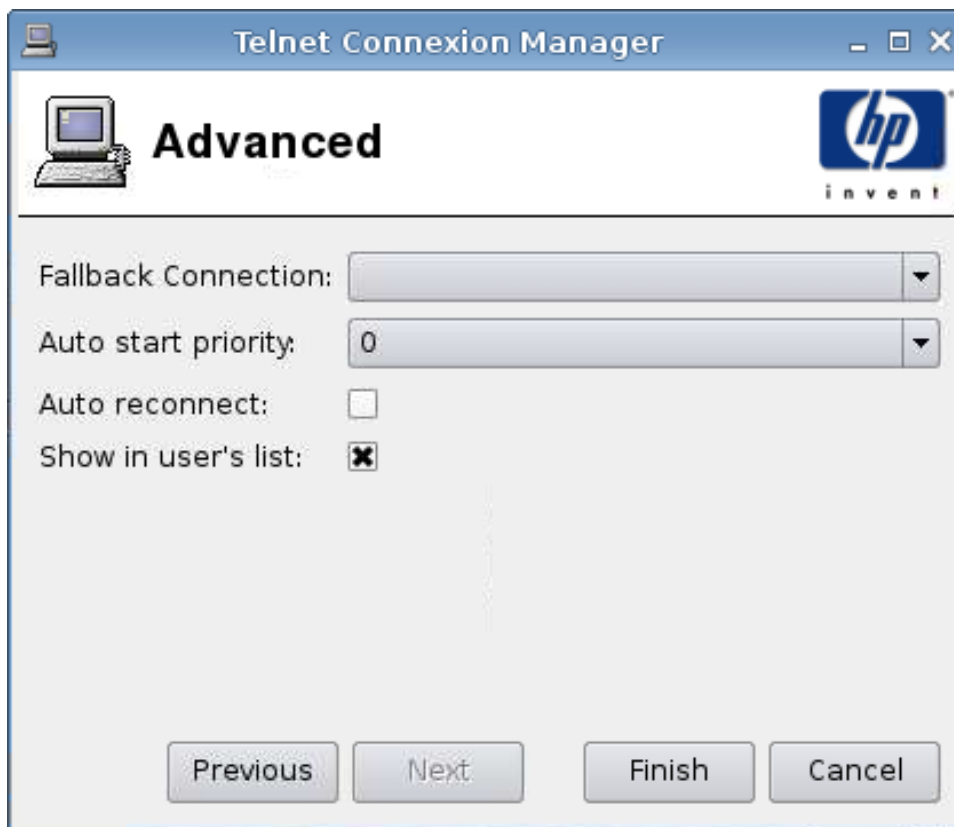 Telnet Connexion Manager
Advanced
hp
invent
Fallback Connection:
Auto start priority: 0
Auto reconnect:
Show in user's list:
Previous Next Finish Cancel